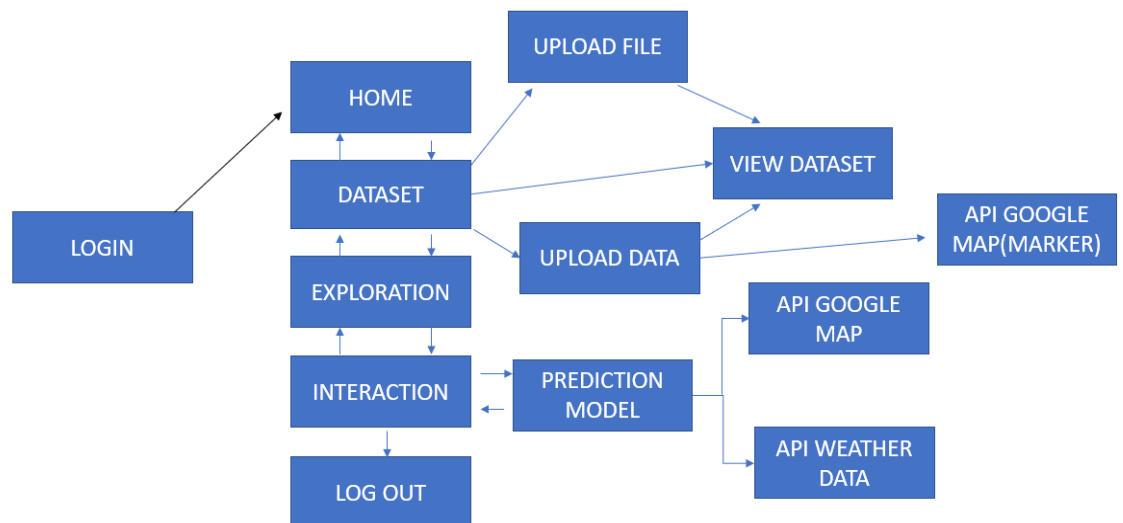 UPLOAD FILE
HOME
VIEW DATASET
DATASET
LOGIN
UPLOAD DATA
API GOOGLE
MAP(MARKER)
EXPLORATION
API GOOGLE
MAP
INTERACTION
PREDICTION
MODEL
API WEATHER
DATA
LOG OUT